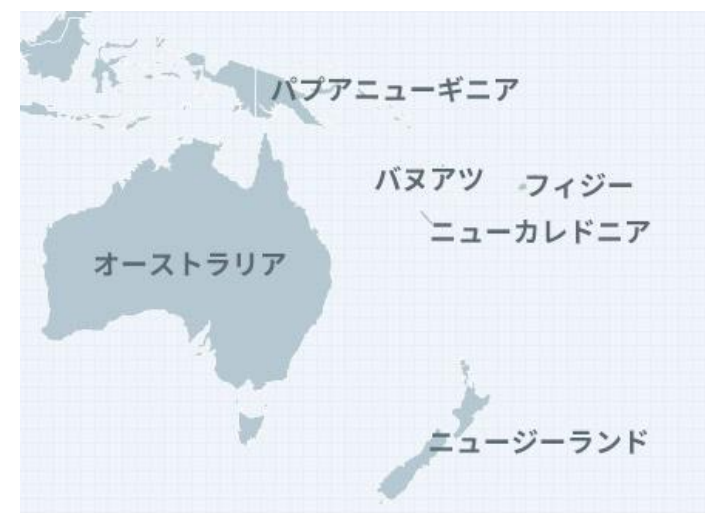 パプアニューギニア
バヌアツ
フィジー
ニューカレドニア
オーストラリア
ニュージーランド